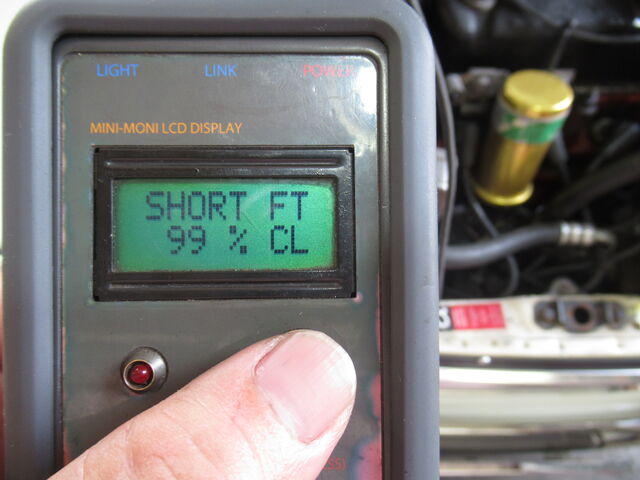 LIGHT LINK POWER
MINI-MONI LCD DISPLAY
SHORT FT
99 % CL